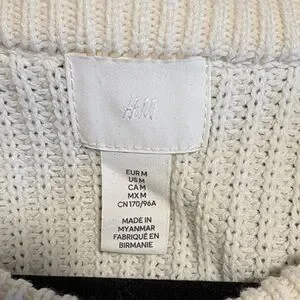 H&M
EUR M
US M
CA M
MX M
CN 170/96A
MADE IN
MYANMAR
FABRIQUÉ EN
BIRMANIE